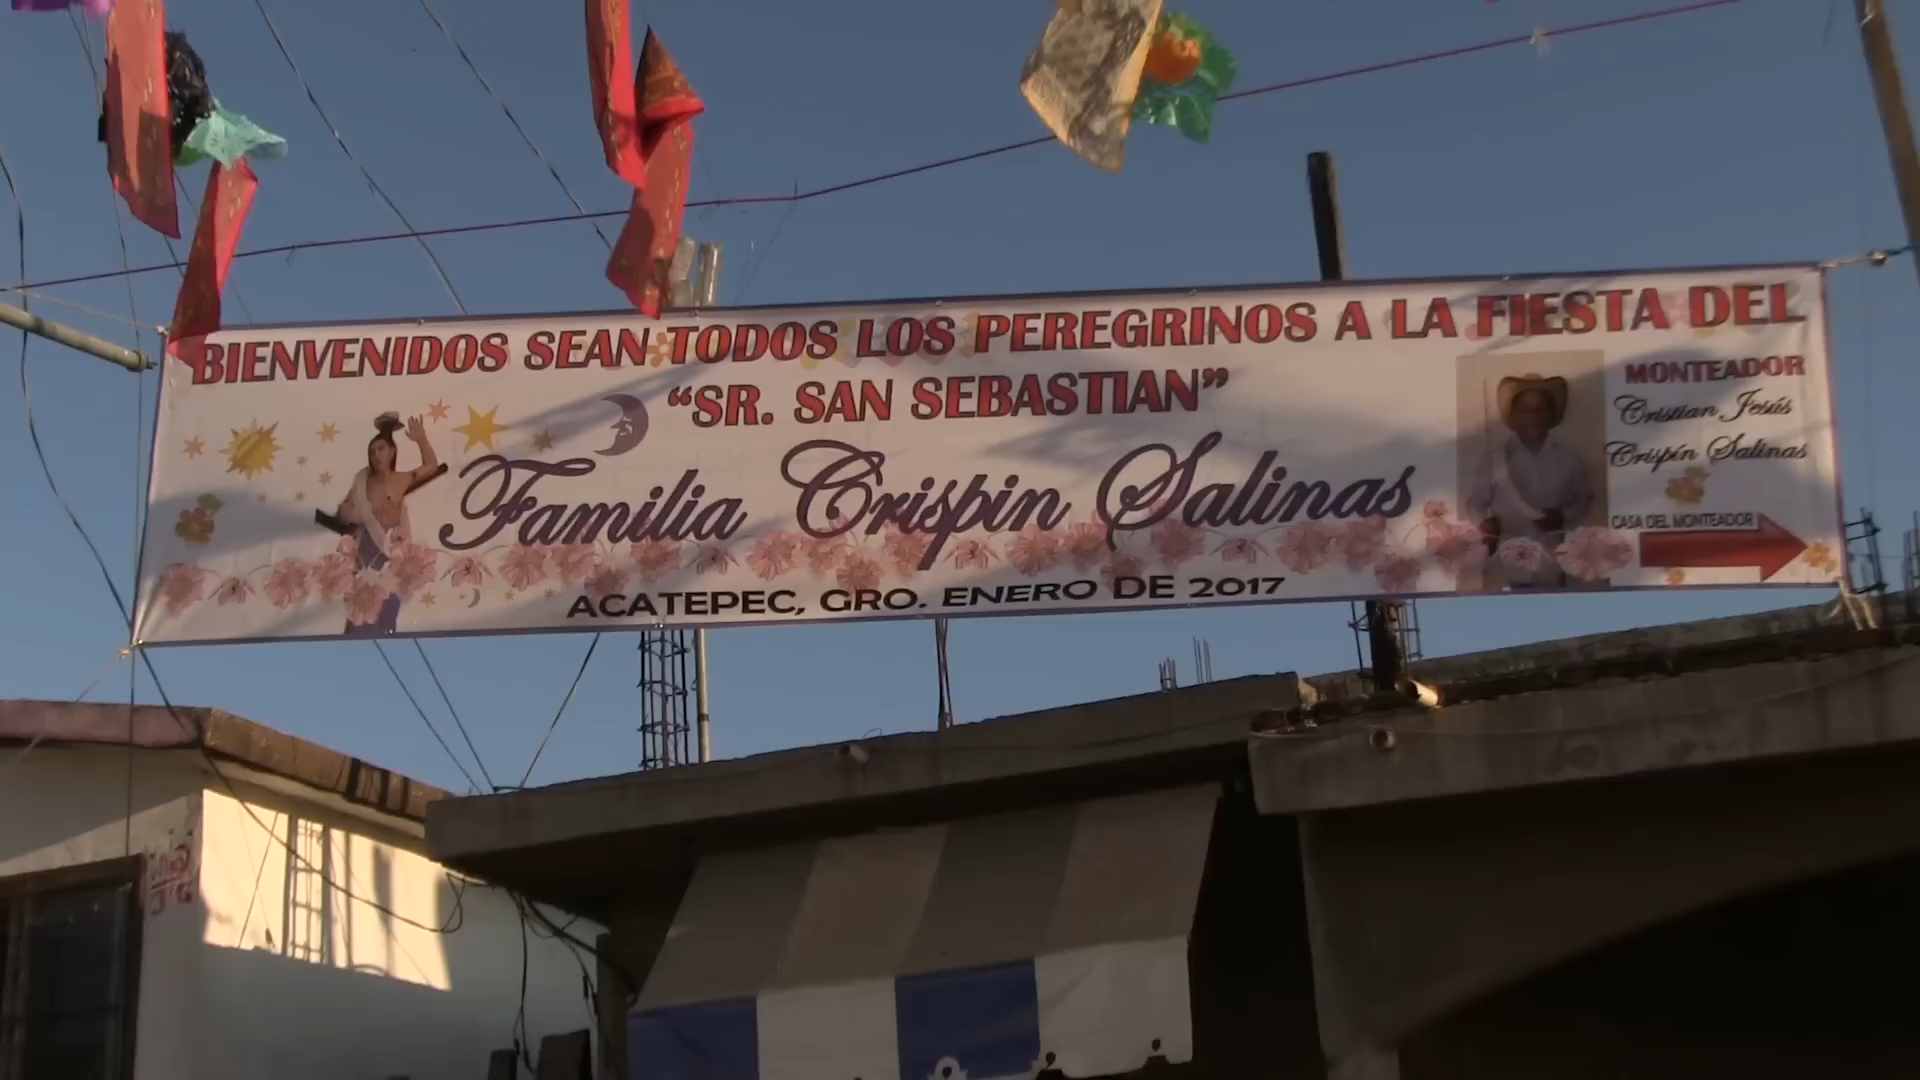 BIENVENIDOS SEAN TODOS LOS PEREGRINOS A LA FIESTA DEL
“SR. SAN SEBASTIAN”
Familia Crispin Salinas
ACATEPEC, GRO. ENERO DE 2017
MONTEADOR
Cristian Jesús
Crispín Salinas
CASA DEL MONTEADOR